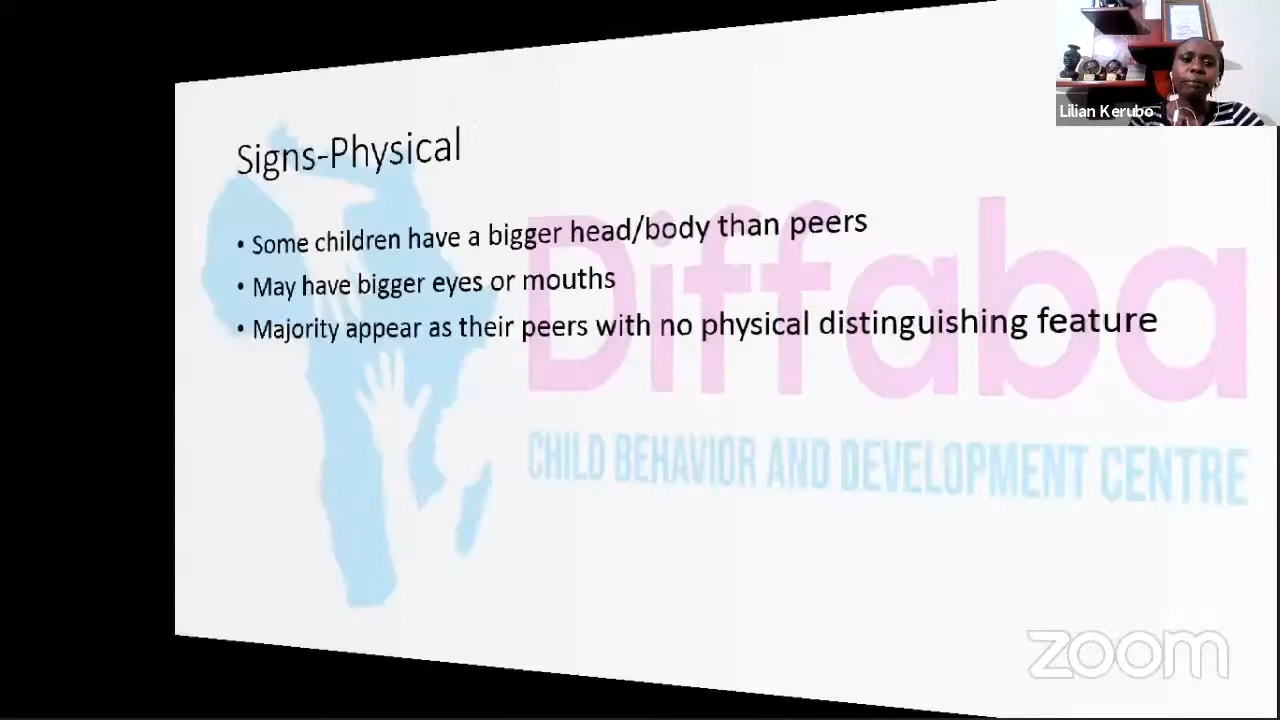 Lilian Kerubo
Signs-Physical
• Some children have a bigger head/body than peers
• May have bigger eyes or mouths
• Majority appear as their peers with no physical distinguishing feature
Diffaba
CHILD BEHAVIOR AND DEVELOPMENT CENTRE
zoom